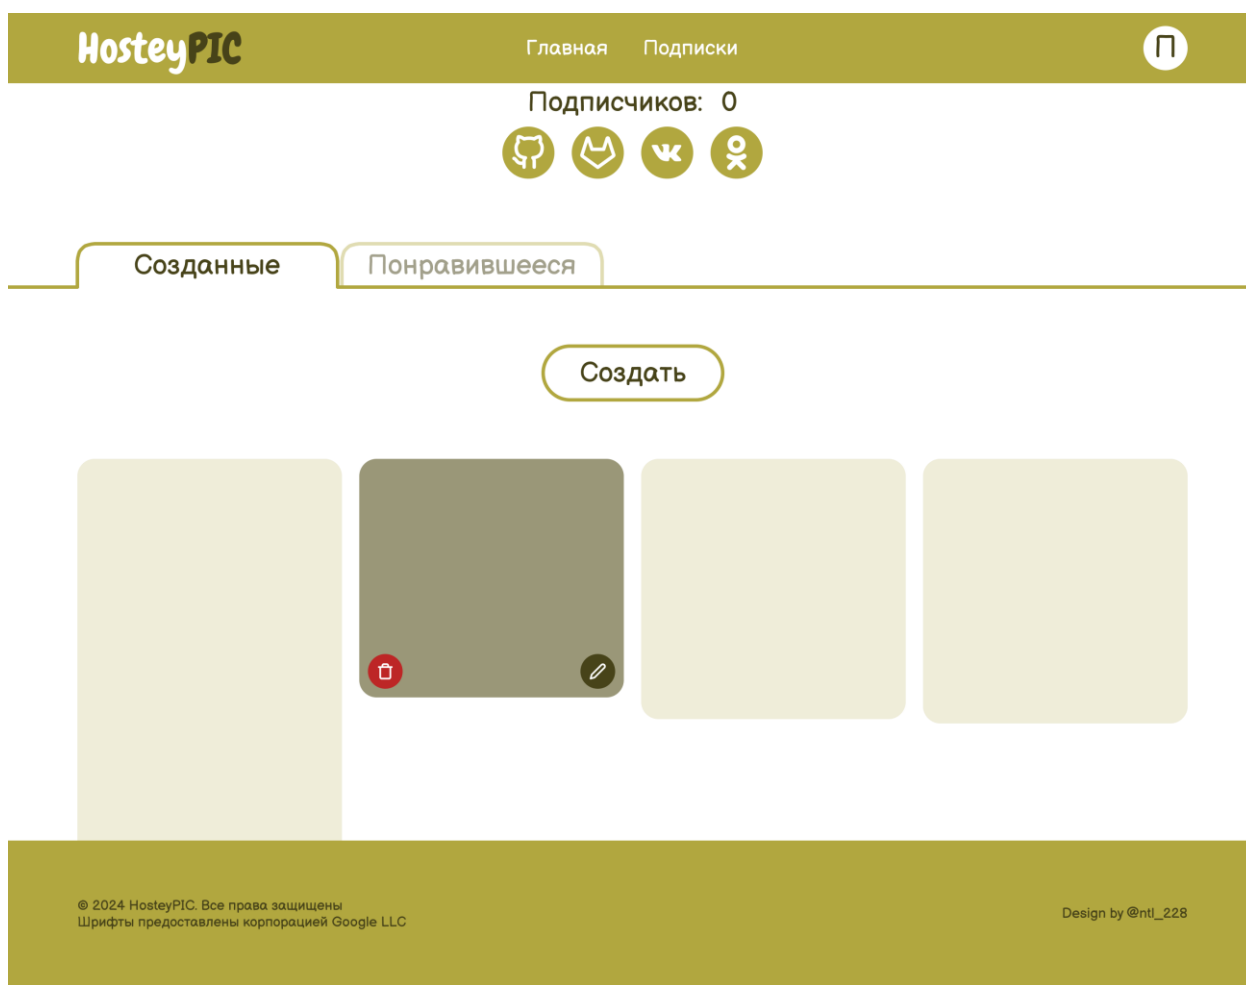 HosteyPIC
Главная Подписки
П
Подписчиков: 0
Созданные Понравившееся
Создать
© 2024 HosteyPIC. Все права защищены
Шрифты предоставлены корпорацией Google LLC
Design by @ntl_228